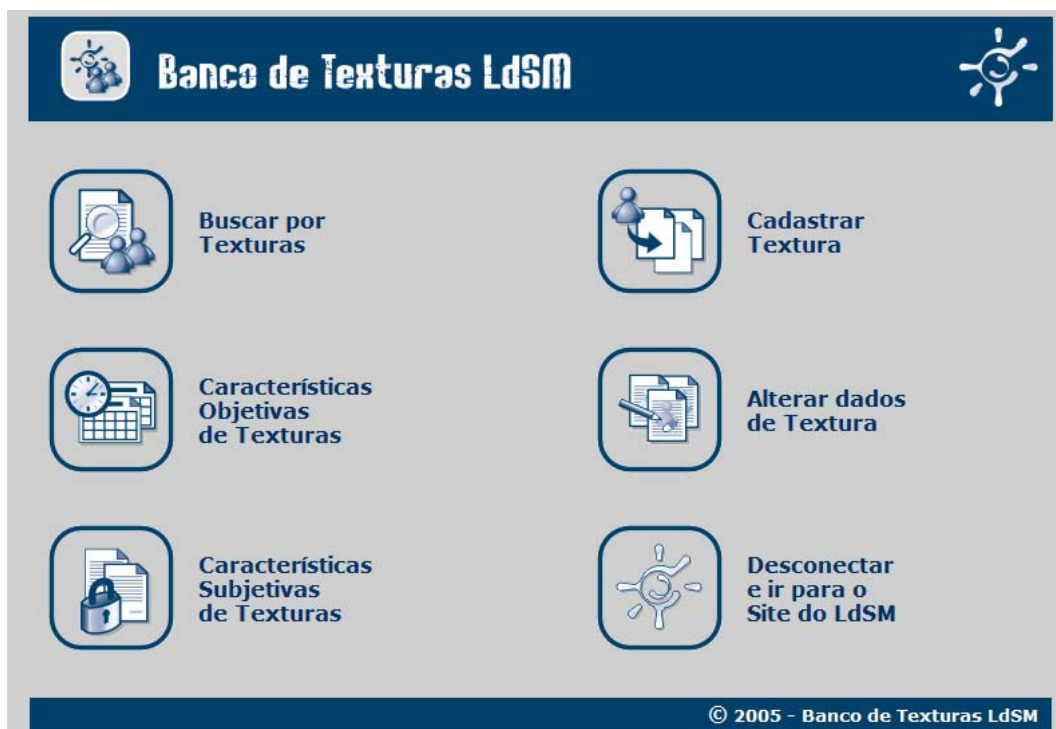 Banco de Texturas LdSM
Buscar por
Texturas
Cadastrar
Textura
Características
Objetivas
de Texturas
Alterar dados
de Textura
Características
Subjetivas
de Texturas
Desconectar
e ir para o
Site do LdSM
© 2005 - Banco de Texturas LdSM